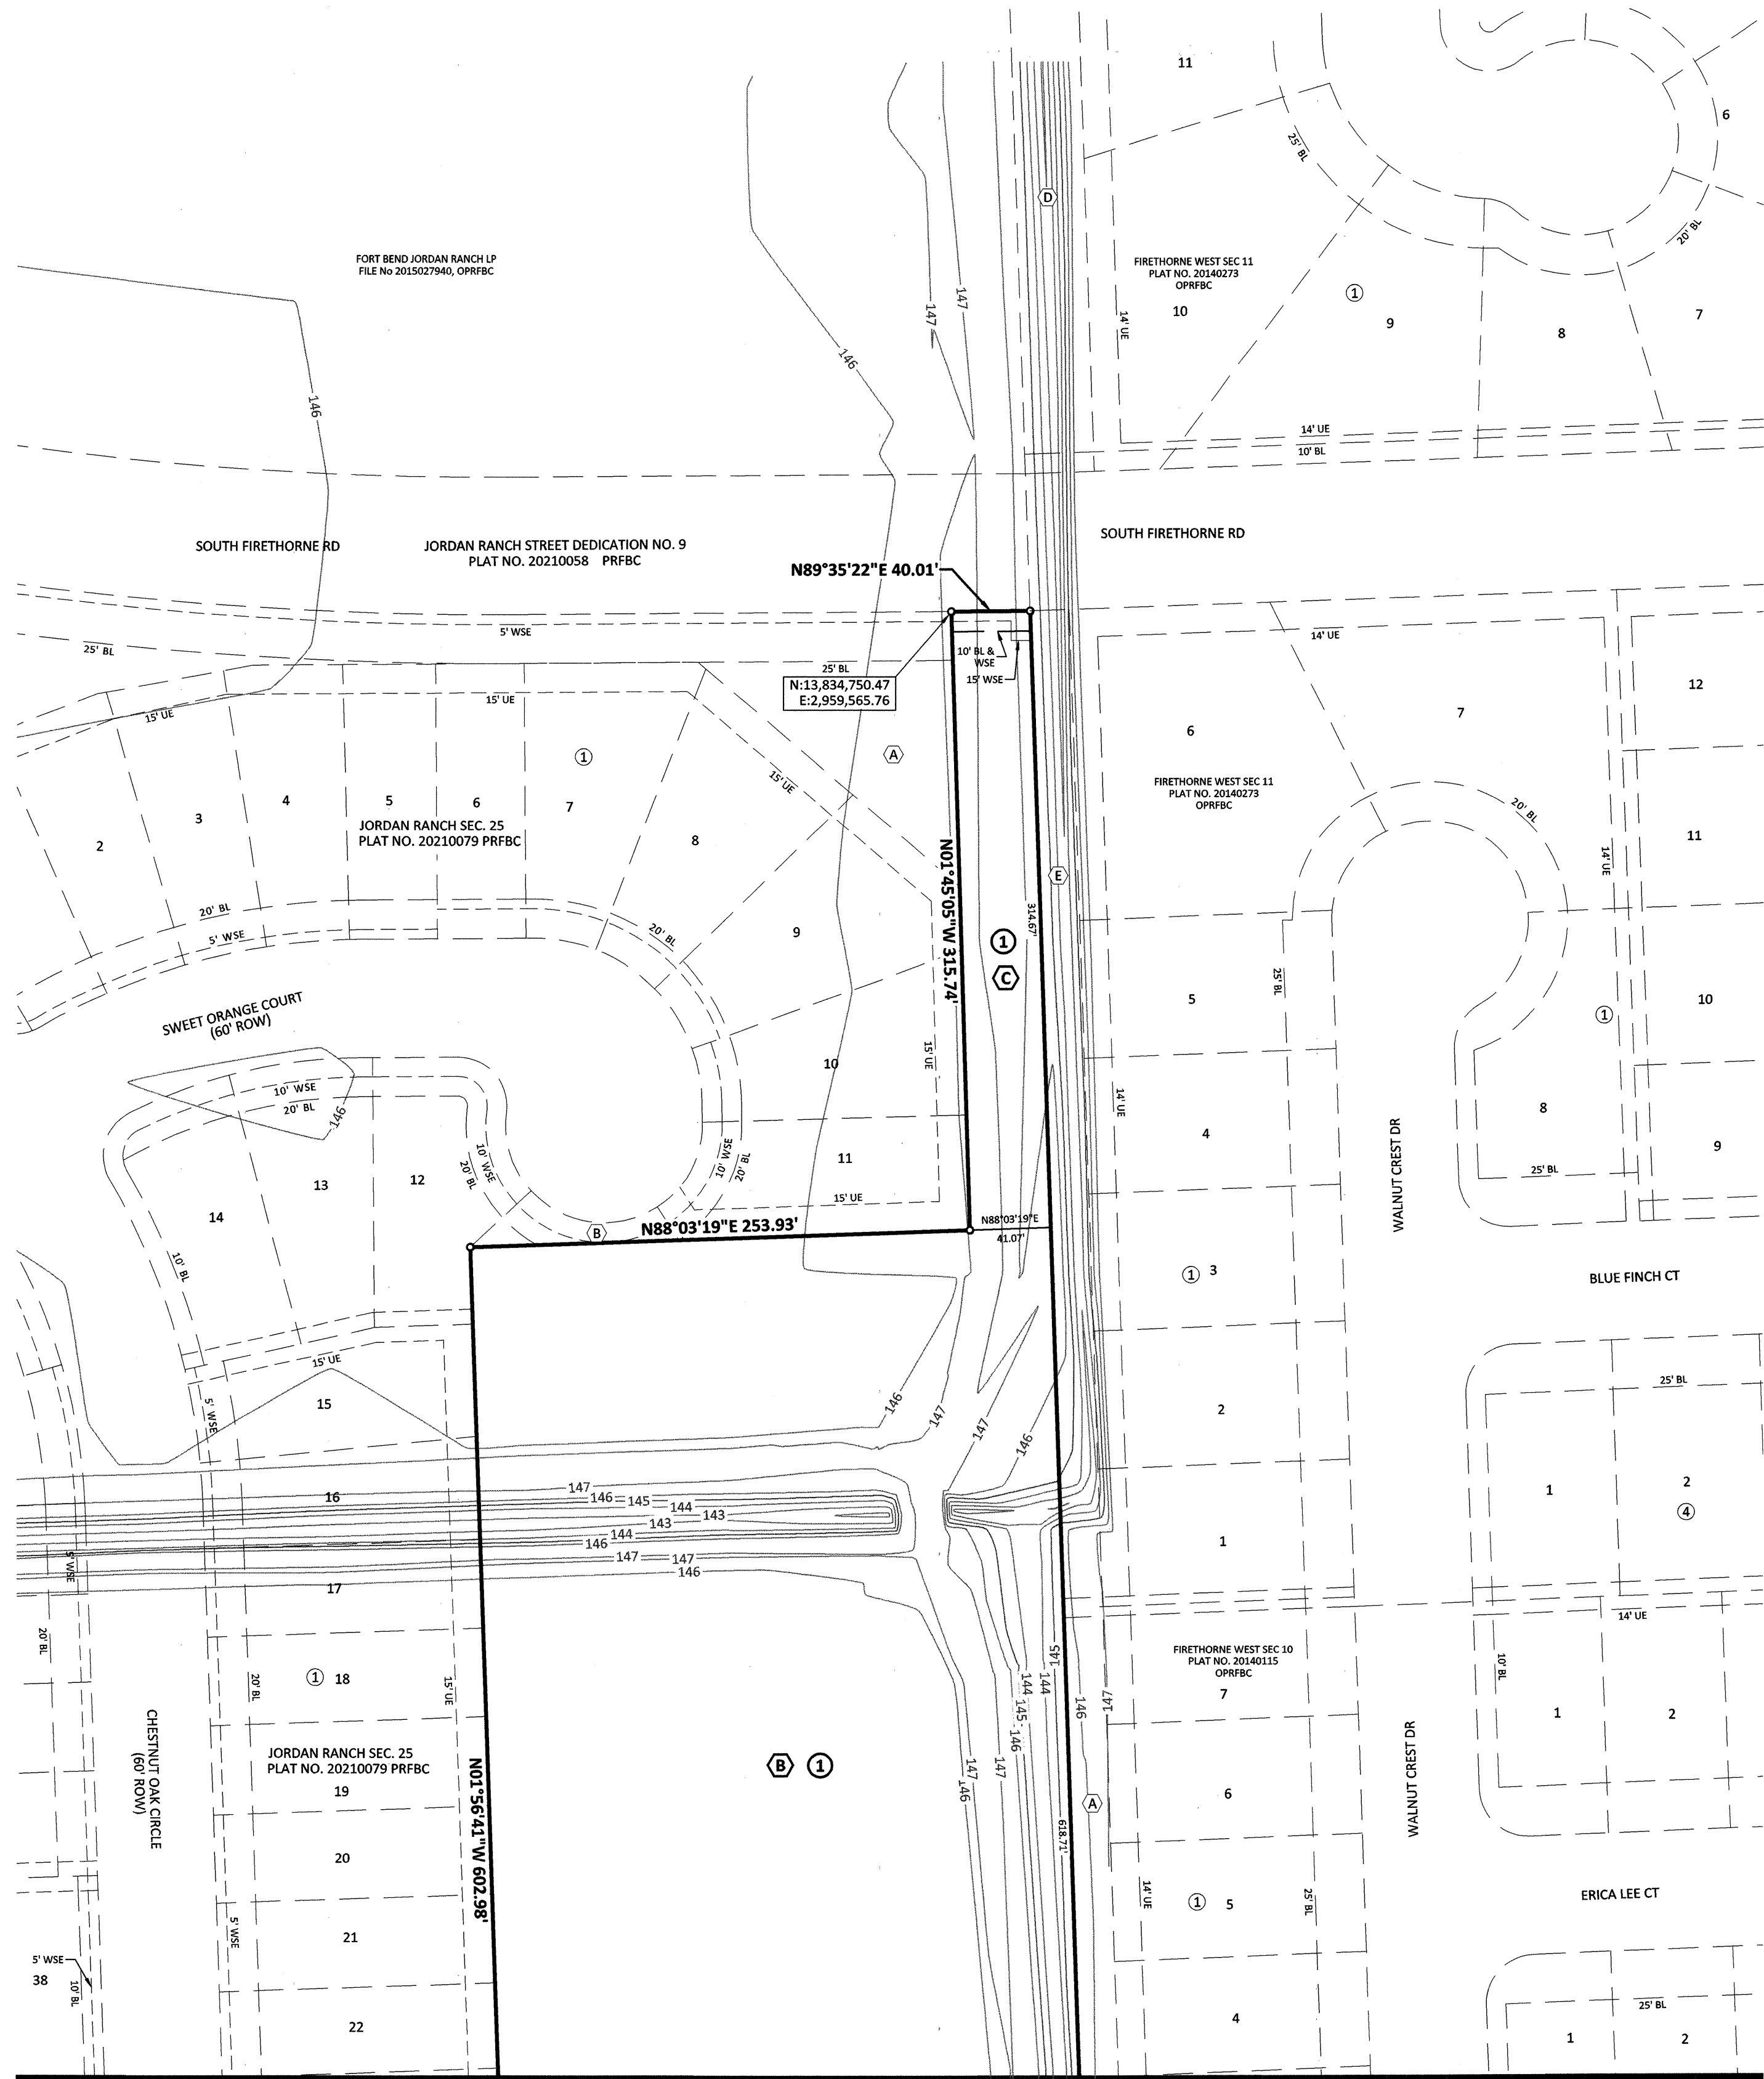 11
6
25' BL
D
20' BL
FORT BEND JORDAN RANCH LP
FILE No 2015027940, OPRFBC
FIRETHORNE WEST SEC 11
PLAT NO. 20140273
OPRFBC
10
1
9
8
7
147
147
14' UE
146
146
14' UE
10' BL
SOUTH FIRETHORNE RD
JORDAN RANCH STREET DEDICATION NO. 9
PLAT NO. 20210058 PRFBC
SOUTH FIRETHORNE RD
N89°35'22"E 40.01'
5' WSE
25' BL
25' BL
10' BL &
WSE
15' WSE
N:13,834,750.47
E:2,959,565.76
14' UE
15' UE
15' UE
15' UE
1
A
2
3
4
5
6
7
8
9
10
11
JORDAN RANCH SEC. 25
PLAT NO. 20210079 PRFBC
6
7
12
FIRETHORNE WEST SEC 11
PLAT NO. 20140273
OPRFBC
20' BL
11
14' UE
20' BL
5' WSE
20' BL
N01°45'05"W 315.74'
314.67'
E
1
C
5
25' BL
1
10
SWEET ORANGE COURT
(60' ROW)
15' UE
10' WSE
20' BL
146
10' WSE
20' BL
10' WSE
20' BL
15' UE
14' UE
4
8
9
25' BL
WALNUT CREST DR
14
13
12
B
N88°03'19"E 253.93'
N88°03'19"E
41.07'
10' BL
1
3
BLUE FINCH CT
15' UE
15
5' WSE
146
147
147
146
2
25' BL
1
2
4
16
147
146
145
144
143
143
144
146
147
147
146
1
5' WSE
17
14' UE
20' BL
1
18
20' BL
15' UE
145
144
144
145
146
147
147
146
146
147
FIRETHORNE WEST SEC 10
PLAT NO. 20140115
OPRFBC
7
10' BL
1
2
CHESTNUT OAK CIRCLE
(60' ROW)
JORDAN RANCH SEC. 25
PLAT NO. 20210079 PRFBC
19
N01°56'41"W 602.98'
B
1
A
618.71'
6
WALNUT CREST DR
20
21
5' WSE
14' UE
1
5
25' BL
ERICA LEE CT
5' WSE
38
10' BL
22
4
25' BL
1
2